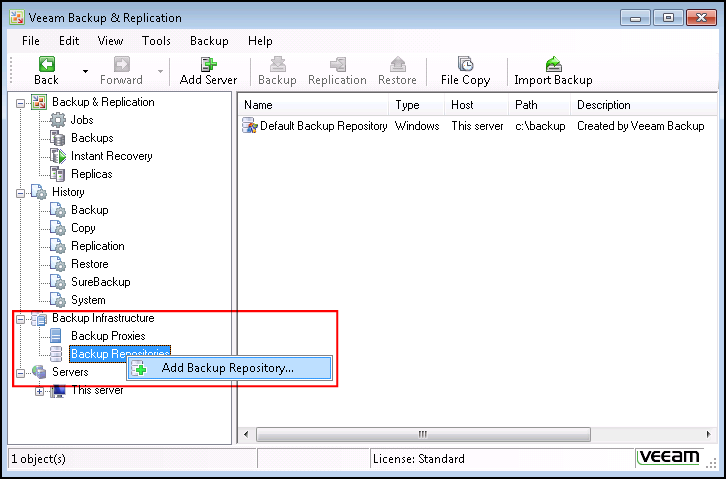 Veeam Backup & Replication
File Edit View Tools Backup Help
Back Forward Add Server Backup Replication Restore File Copy Import Backup
Backup & Replication
Jobs
Backups
Instant Recovery
Replicas
History
Backup
Copy
Replication
Restore
SureBackup
System
Backup Infrastructure
Backup Proxies
Backup Repositories
Add Backup Repository...
Servers
This server
Name Type Host Path Description
Default Backup Repository Windows This server c:\backup Created by Veeam Backup
1 object(s) License: Standard veeam